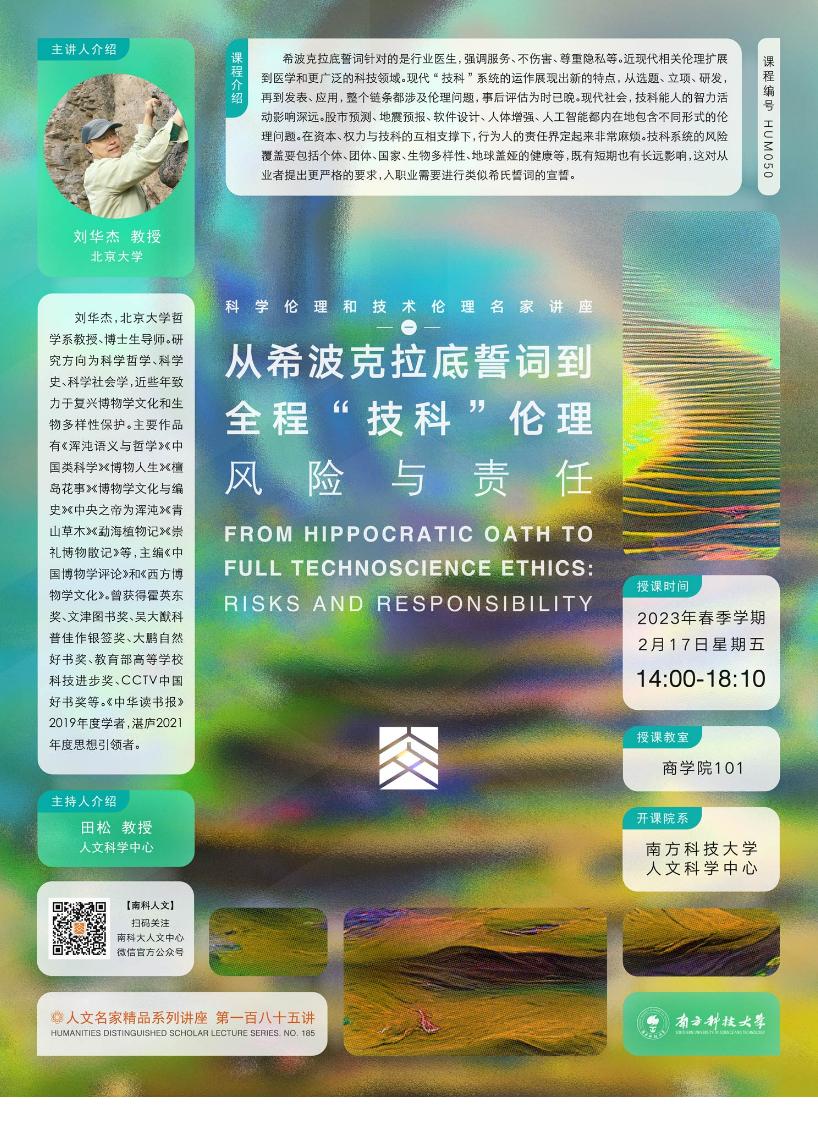 主讲人介绍
刘华杰 教授
北京大学
刘华杰,北京大学哲
学系教授、博士生导师。研
究方向为科学哲学、科学
史、科学社会学,近些年致
力于复兴博物学文化和生
物多样性保护。主要作品
有《浑沌语义与哲学》《中
国类科学》《博物人生》《檀
岛花事》《博物学文化与编
史》《中央之帝为浑沌》《青
山草木》《勐海植物记》《崇
礼博物散记》等,主编《中
国博物学评论》和《西方博
物学文化》。曾获得霍英东
奖、文津图书奖、吴大猷科
普佳作银签奖、大鹏自然
好书奖、教育部高等学校
科技进步奖、CCTV中国
好书奖等。《中华读书报》
2019年度学者,湛庐2021
年度思想引领者。
主持人介绍
田松 教授
人文科学中心
【南科人文】
扫码关注
南科大人文中心
微信官方公众号
人文名家精品系列讲座 第一百八十五讲
HUMANITIES DISTINGUISHED SCHOLAR LECTURE SERIES. NO. 185
课程介绍
希波克拉底誓词针对的是行业医生,强调服务、不伤害、尊重隐私等。近现代相关伦理扩展
到医学和更广泛的科技领域。现代“技科”系统的运作展现出新的特点,从选题、立项、研发,
再到发表、应用,整个链条都涉及伦理问题,事后评估为时已晚。现代社会,技科能人的智力活
动影响深远。股市预测、地震预报、软件设计、人体增强、人工智能都内在地包含不同形式的伦
理问题。在资本、权力与技科的互相支撑下,行为人的责任界定起来非常麻烦。技科系统的风险
覆盖要包括个体、团体、国家、生物多样性、地球盖娅的健康等,既有短期也有长远影响,这对从
业者提出更严格的要求,入职业需要进行类似希氏誓词的宣誓。
课程编号 HUM050
科学伦理和技术伦理名家讲座
一
从希波克拉底誓词到
全程“技科”伦理
风险与责任
FROM HIPPOCRATIC OATH TO
FULL TECHNOSCIENCE ETHICS:
RISKS AND RESPONSIBILITY
授课时间
2023年春季学期
2月17日星期五
14:00-18:10
授课教室
商学院101
开课院系
南方科技大学
人文科学中心
南方科技大学
SOUTHERN UNIVERSITY OF SCIENCE AND TECHNOLOGY